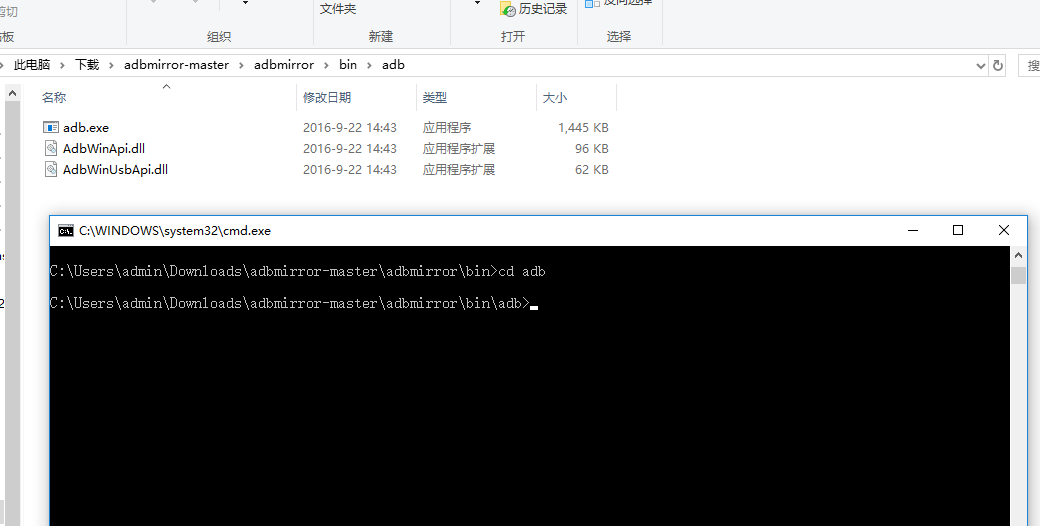 剪切
文件夹
历史记录
反向选择
贴板
组织
新建
打开
选择
此电脑 › 下载 › adbmirror-master › adbmirror › bin › adb
搜
名称 修改日期 类型 大小
adb.exe 2016-9-22 14:43 应用程序 1,445 KB
AdbWinApi.dll 2016-9-22 14:43 应用程序扩展 96 KB
AdbWinUsbApi.dll 2016-9-22 14:43 应用程序扩展 62 KB
C:\WINDOWS\system32\cmd.exe
C:\Users\admin\Downloads\adbmirror-master\adbmirror\bin>cd adb
C:\Users\admin\Downloads\adbmirror-master\adbmirror\bin\adb>